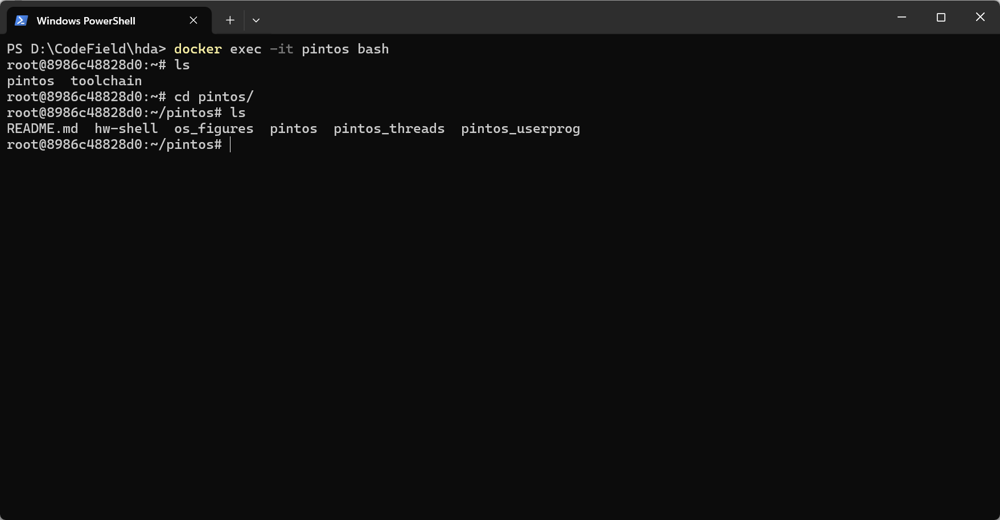 Windows PowerShell
PS D:\CodeField\hda> docker exec -it pintos bash
root@8986c48828d0:~# ls
pintos  toolchain
root@8986c48828d0:~# cd pintos/
root@8986c48828d0:~/pintos# ls
README.md  hw-shell  os_figures  pintos  pintos_threads  pintos_userprog
root@8986c48828d0:~/pintos#